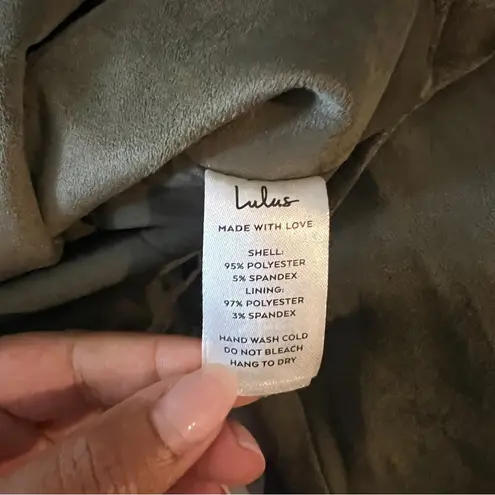 Lulus
MADE WITH LOVE
SHELL:
95% POLYESTER
5% SPANDEX
LINING:
97% POLYESTER
3% SPANDEX
HAND WASH COLD
DO NOT BLEACH
HANG TO DRY